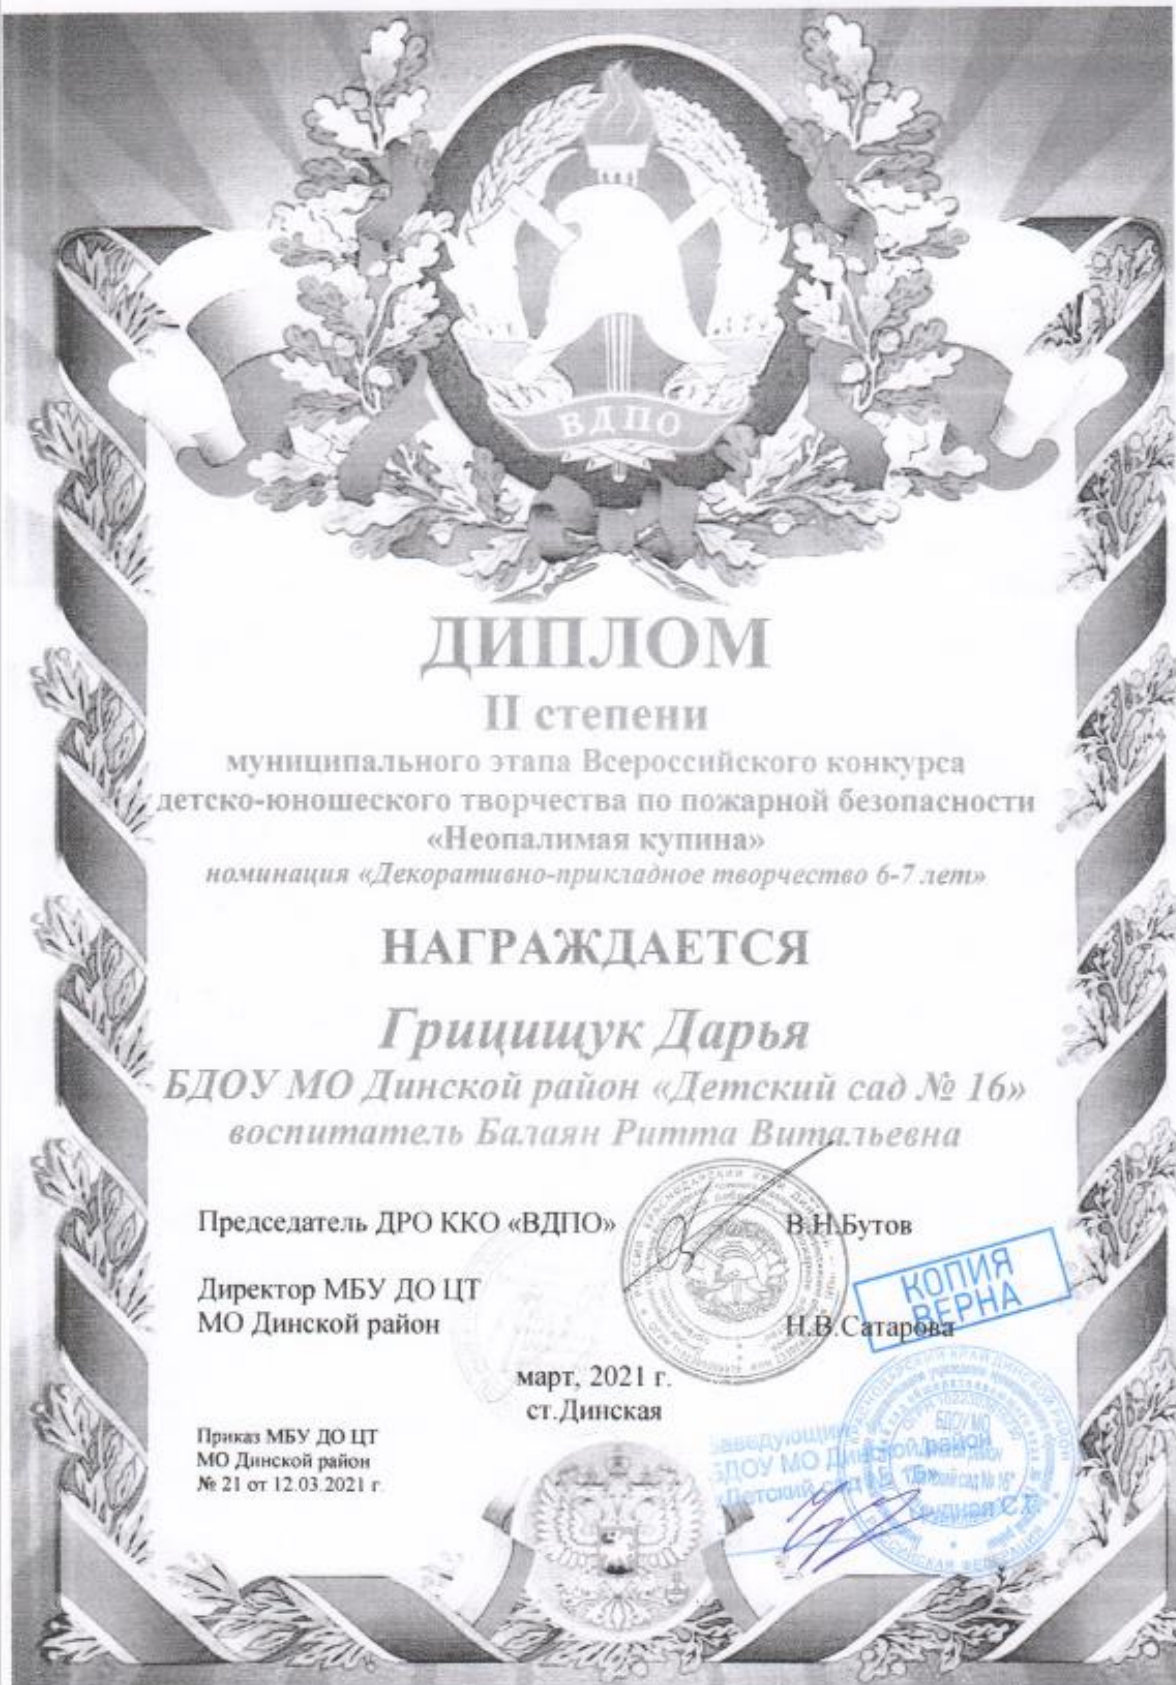 ВДПО
ДИПЛОМ
II степени
муниципального этапа Всероссийского конкурса
детско-юношеского творчества по пожарной безопасности
«Неопалимая купина»
номинация «Декоративно-прикладное творчество 6-7 лет»
НАГРАЖДАЕТСЯ
Грицищук Дарья
БДОУ МО Динской район «Детский сад № 16»
воспитатель Балаян Ритта Витальевна
Председатель ДРО ККО «ВДПО»
В.Н.Бутов
КОПИЯ
ВЕРНА
Директор МБУ ДО ЦТ
МО Динской район
Н.В.Сатарова
март, 2021 г.
ст.Динская
Приказ МБУ ДО ЦТ
МО Динской район
№ 21 от 12.03.2021 г.
Заведующий
БДОУ МО Динской район
«Детский сад
БДОУ МО
"Детский сад № 16"